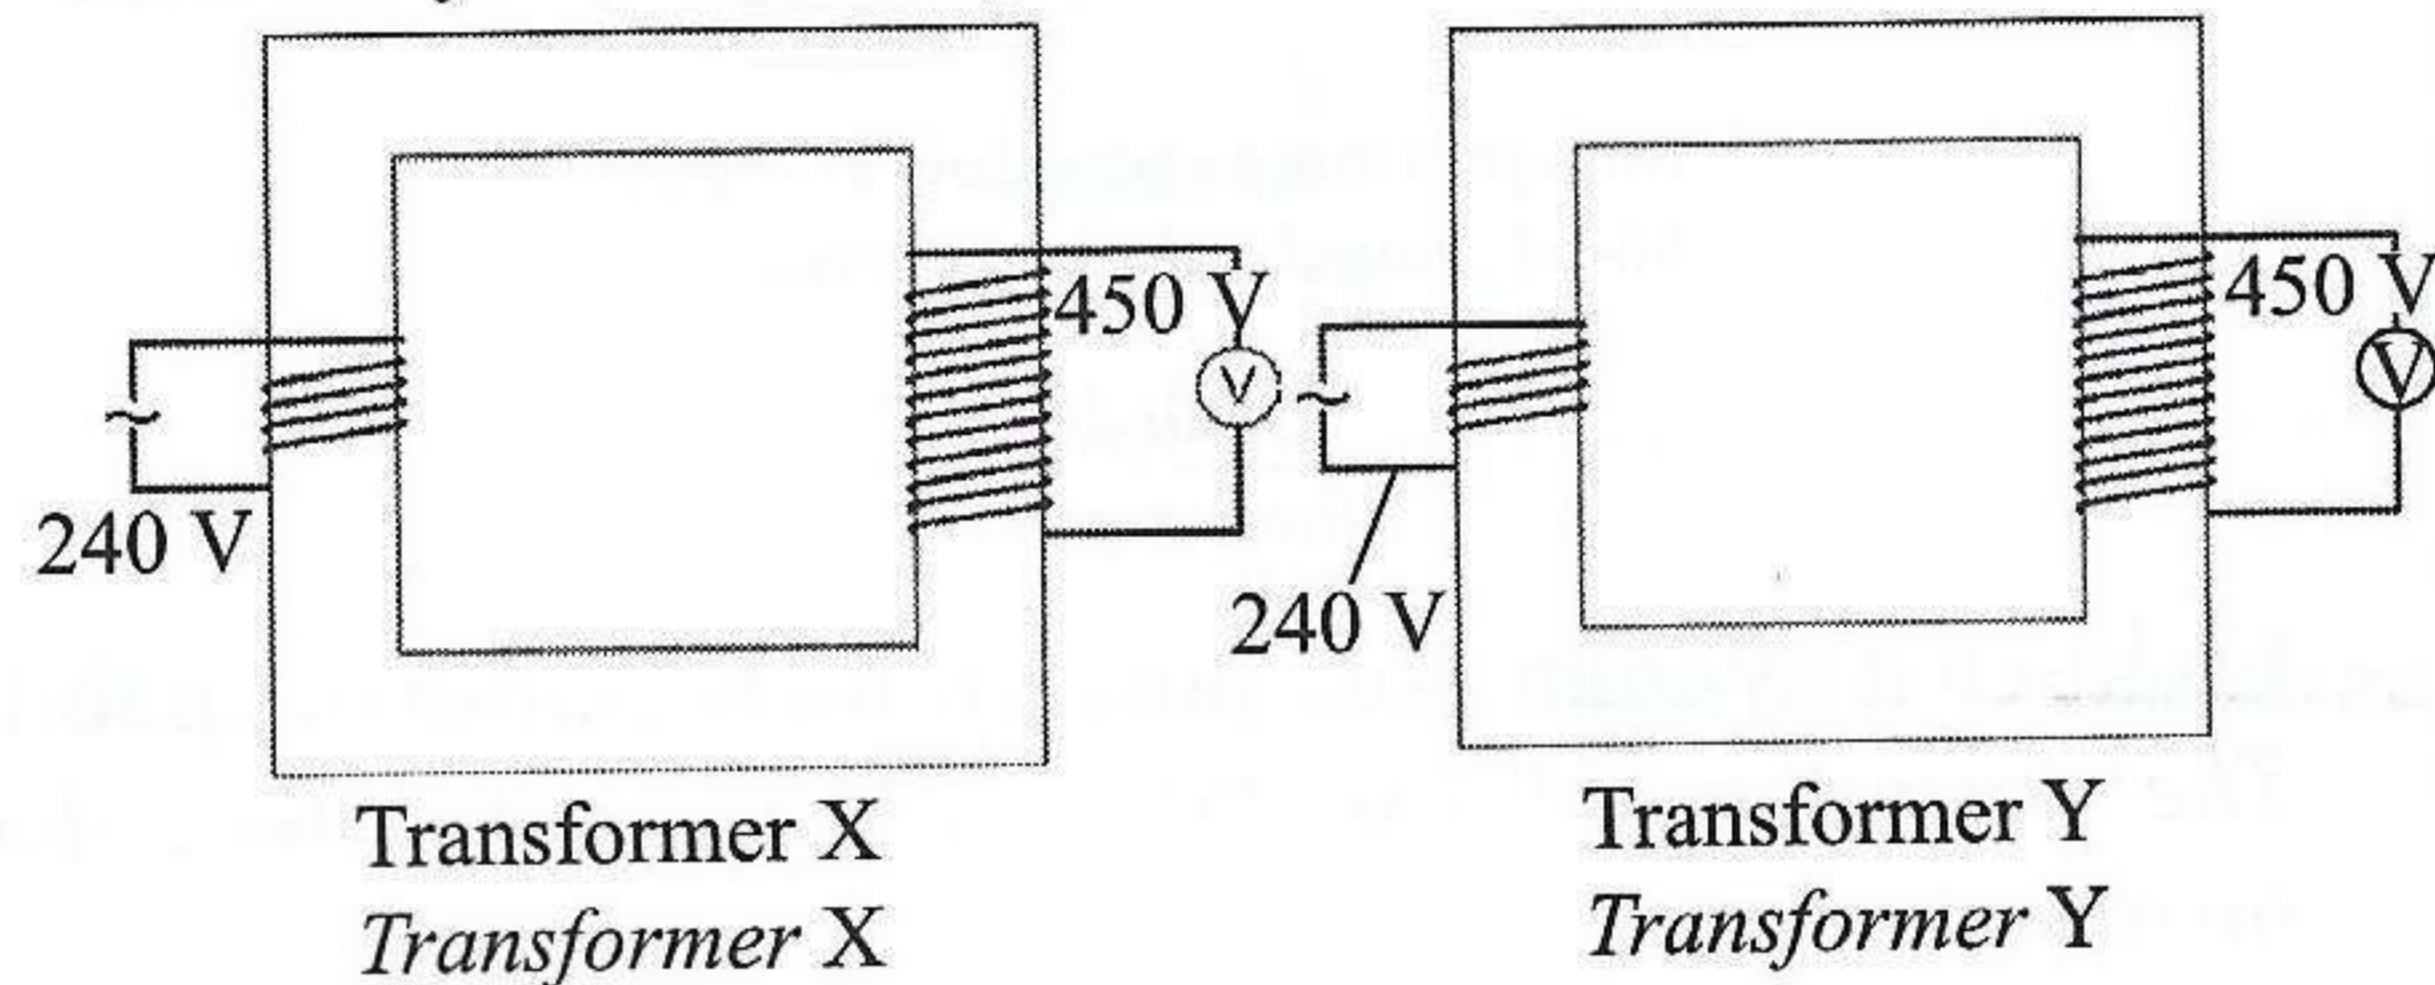 450 V
V
~
240 V
Transformer X
Transformer X
450 V
V
~
240 V
Transformer Y
Transformer Y